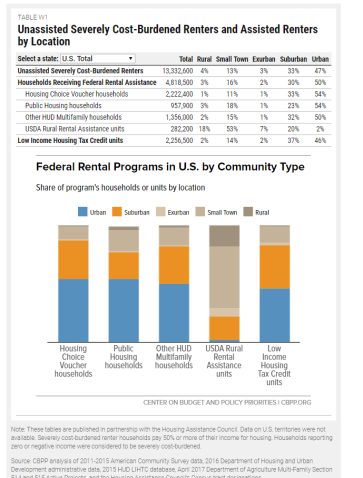 TABLE W1
Unassisted Severely Cost-Burdened Renters and Assisted Renters
by Location
Select a state: U.S. Total Total Rural Small Town Exurban Suburban Urban
Unassisted Severely Cost-Burdened Renters 13,332,600 4% 13% 3% 33% 47%
Households Receiving Federal Rental Assistance 4,818,500 3% 16% 2% 30% 50%
Housing Choice Voucher households 2,222,400 1% 11% 1% 33% 54%
Public Housing households 957,900 3% 18% 1% 23% 54%
Other HUD Multifamily households 1,356,000 2% 15% 1% 32% 50%
USDA Rural Rental Assistance units 282,200 18% 53% 7% 20% 2%
Low Income Housing Tax Credit units 2,256,500 2% 14% 2% 37% 46%
Federal Rental Programs in U.S. by Community Type
Share of program's households or units by location
Urban Suburban Exurban Small Town Rural
Housing Choice Voucher households
Public Housing households
Other HUD Multifamily households
USDA Rural Rental Assistance units
Low Income Housing Tax Credit units
CENTER ON BUDGET AND POLICY PRIORITIES I CBPP.ORG
Note: These tables are published in partnership with the Housing Assistance Council. Data on U.S. territories were not
available. Severely cost-burdened renter households pay 50% or more of their income for housing. Households reporting
zero or negative income were considered to be severely cost-burdened.
Source: CBPP analysis of 2011-2015 American Community Survey data; 2016 Department of Housing and Urban
Development administrative data, 2015 HUD LIHTC database, April 2017 Department of Agriculture Multi-Family Section